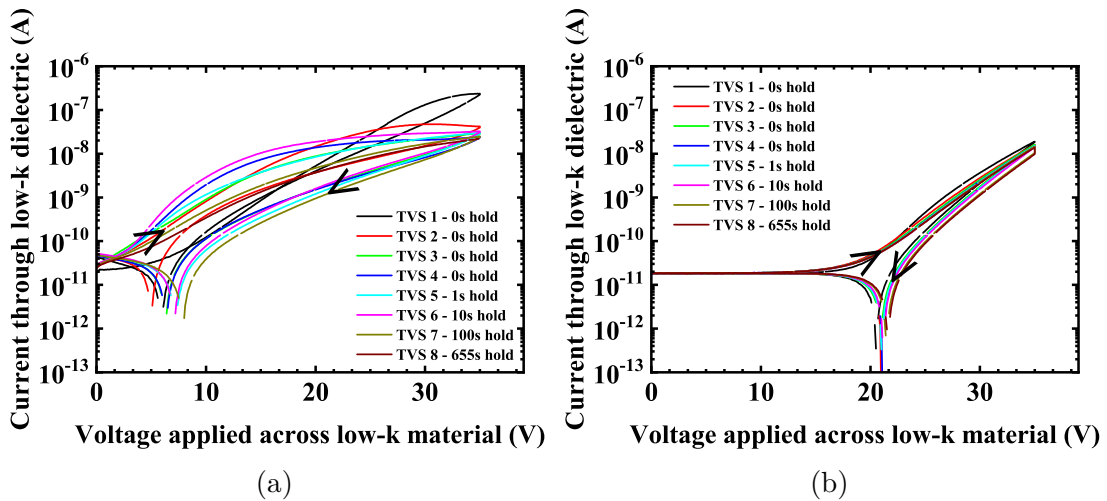 Current through low-k dielectric (A)
10^-6
10^-7
10^-8
10^-9
10^-10
10^-11
10^-12
10^-13
TVS 1 - 0s hold
TVS 2 - 0s hold
TVS 3 - 0s hold
TVS 4 - 0s hold
TVS 5 - 1s hold
TVS 6 - 10s hold
TVS 7 - 100s hold
TVS 8 - 655s hold
0 10 20 30
Voltage applied across low-k material (V)
(a)
Current through low-k dielectric (A)
10^-6
10^-7
10^-8
10^-9
10^-10
10^-11
10^-12
10^-13
TVS 1 - 0s hold
TVS 2 - 0s hold
TVS 3 - 0s hold
TVS 4 - 0s hold
TVS 5 - 1s hold
TVS 6 - 10s hold
TVS 7 - 100s hold
TVS 8 - 655s hold
0 10 20 30
Voltage applied across low-k material (V)
(b)